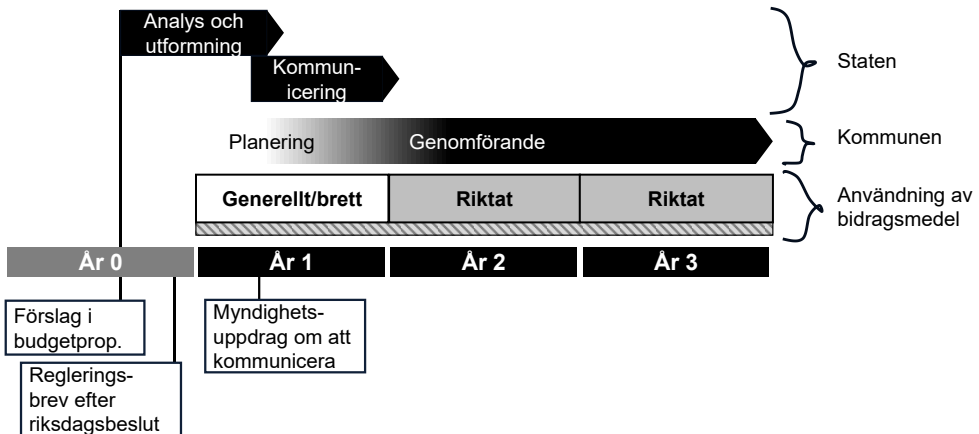 Analys och
utformning
Kommun-
icering
Staten
Planering
Genomförande
Kommunen
Generellt/brett
Riktat
Riktat
Användning av
bidragsmedel
År 0
År 1
År 2
År 3
Förslag i
budgetprop.
Myndighets-
uppdrag om att
kommunicera
Reglerings-
brev efter
riksdagsbeslut